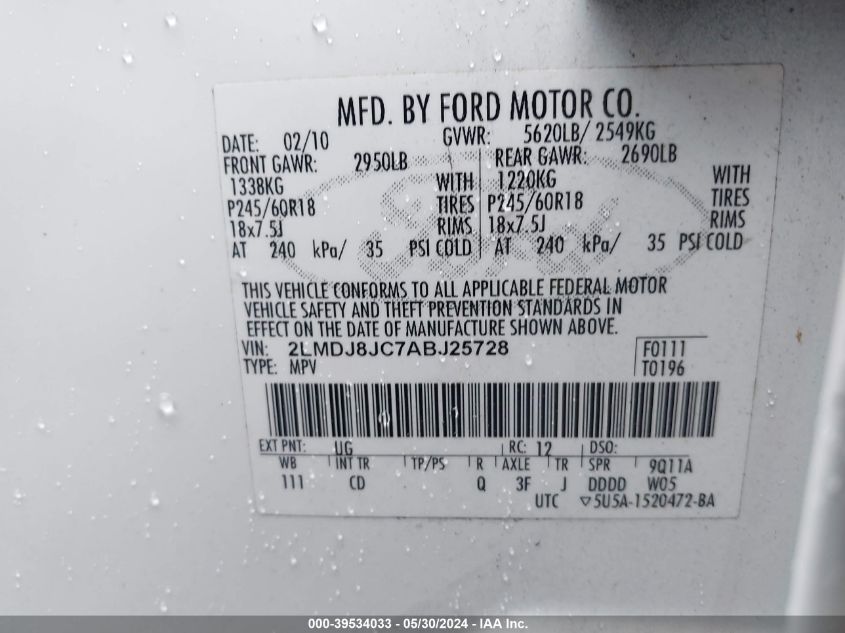 MFD. BY FORD MOTOR CO.
DATE: 02/10 GVWR: 5620LB/ 2549KG
FRONT GAWR: 2950LB REAR GAWR: 2690LB
1338KG WITH 1220KG WITH
P245/60R18 TIRES P245/60R18 TIRES
18x7.5J RIMS 18x7.5J RIMS
AT 240 kPa/ 35 PSI COLD AT 240 kPa/ 35 PSI COLD
THIS VEHICLE CONFORMS TO ALL APPLICABLE FEDERAL MOTOR
VEHICLE SAFETY AND THEFT PREVENTION STANDARDS IN
EFFECT ON THE DATE OF MANUFACTURE SHOWN ABOVE.
VIN: 2LMDJ8JC7ABJ25728 F0111
TYPE: MPV T0196
EXT PNT: UG RC: 12 DSO:
WB INT TR TP/PS R AXLE TR SPR 9Q11A
111 CD Q 3F J DDDD W05
UTC ▽5U5A-1520472-BA
000-39534033 - 05/30/2024 - IAA Inc.